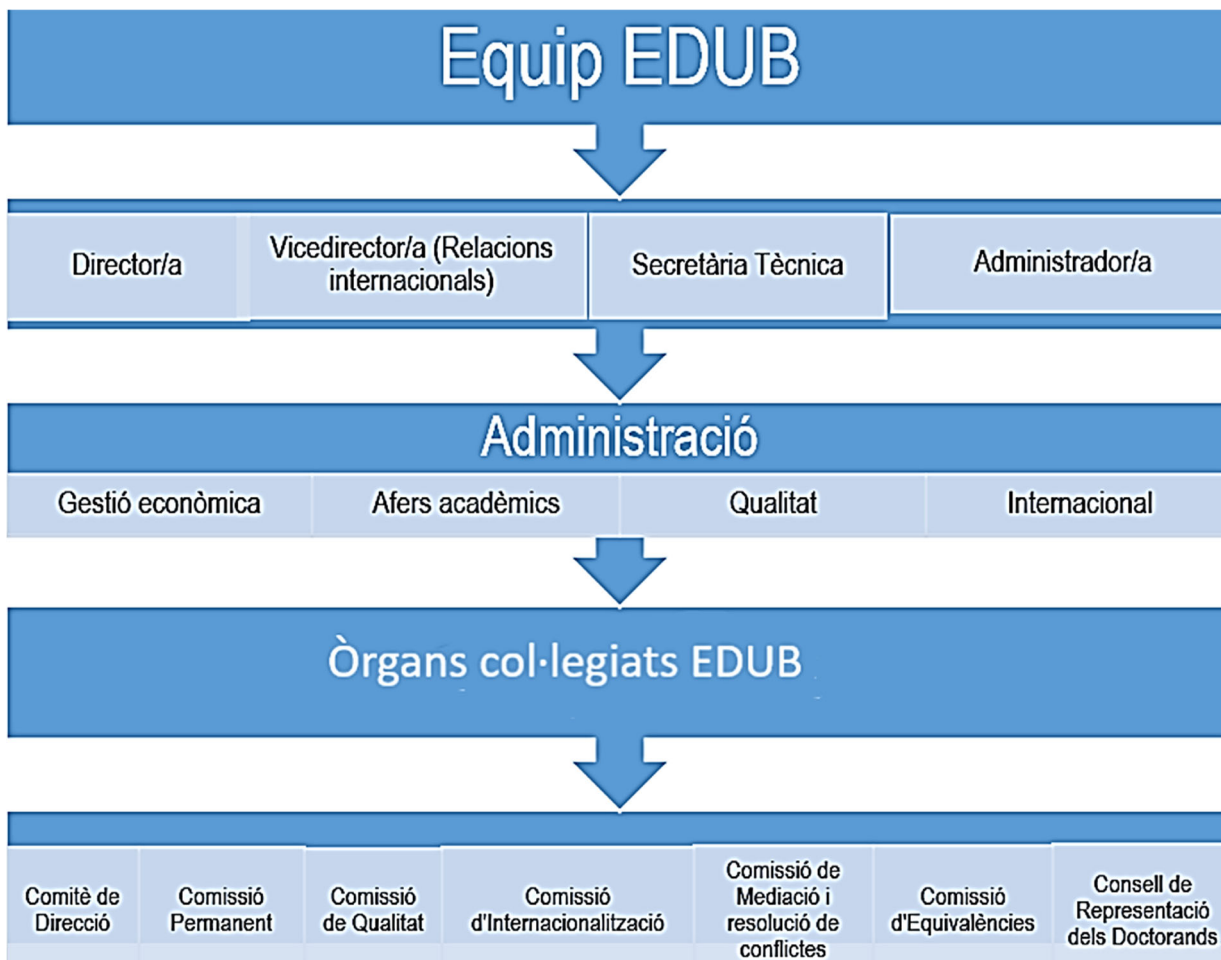 Equip EDUB
Director/a
Vicedirector/a (Relacions
internacionals)
Secretària Tècnica
Administrador/a
Administració
Gestió econòmica
Afers acadèmics
Qualitat
Internacional
Òrgans col·legiats EDUB
Comitè de
Direcció
Comissió
Permanent
Comissió
de Qualitat
Comissió
d'Internacionalització
Comissió de
Mediació i
resolució de
conflictes
Comissió
d'Equivalències
Consell de
Representació
dels Doctorands